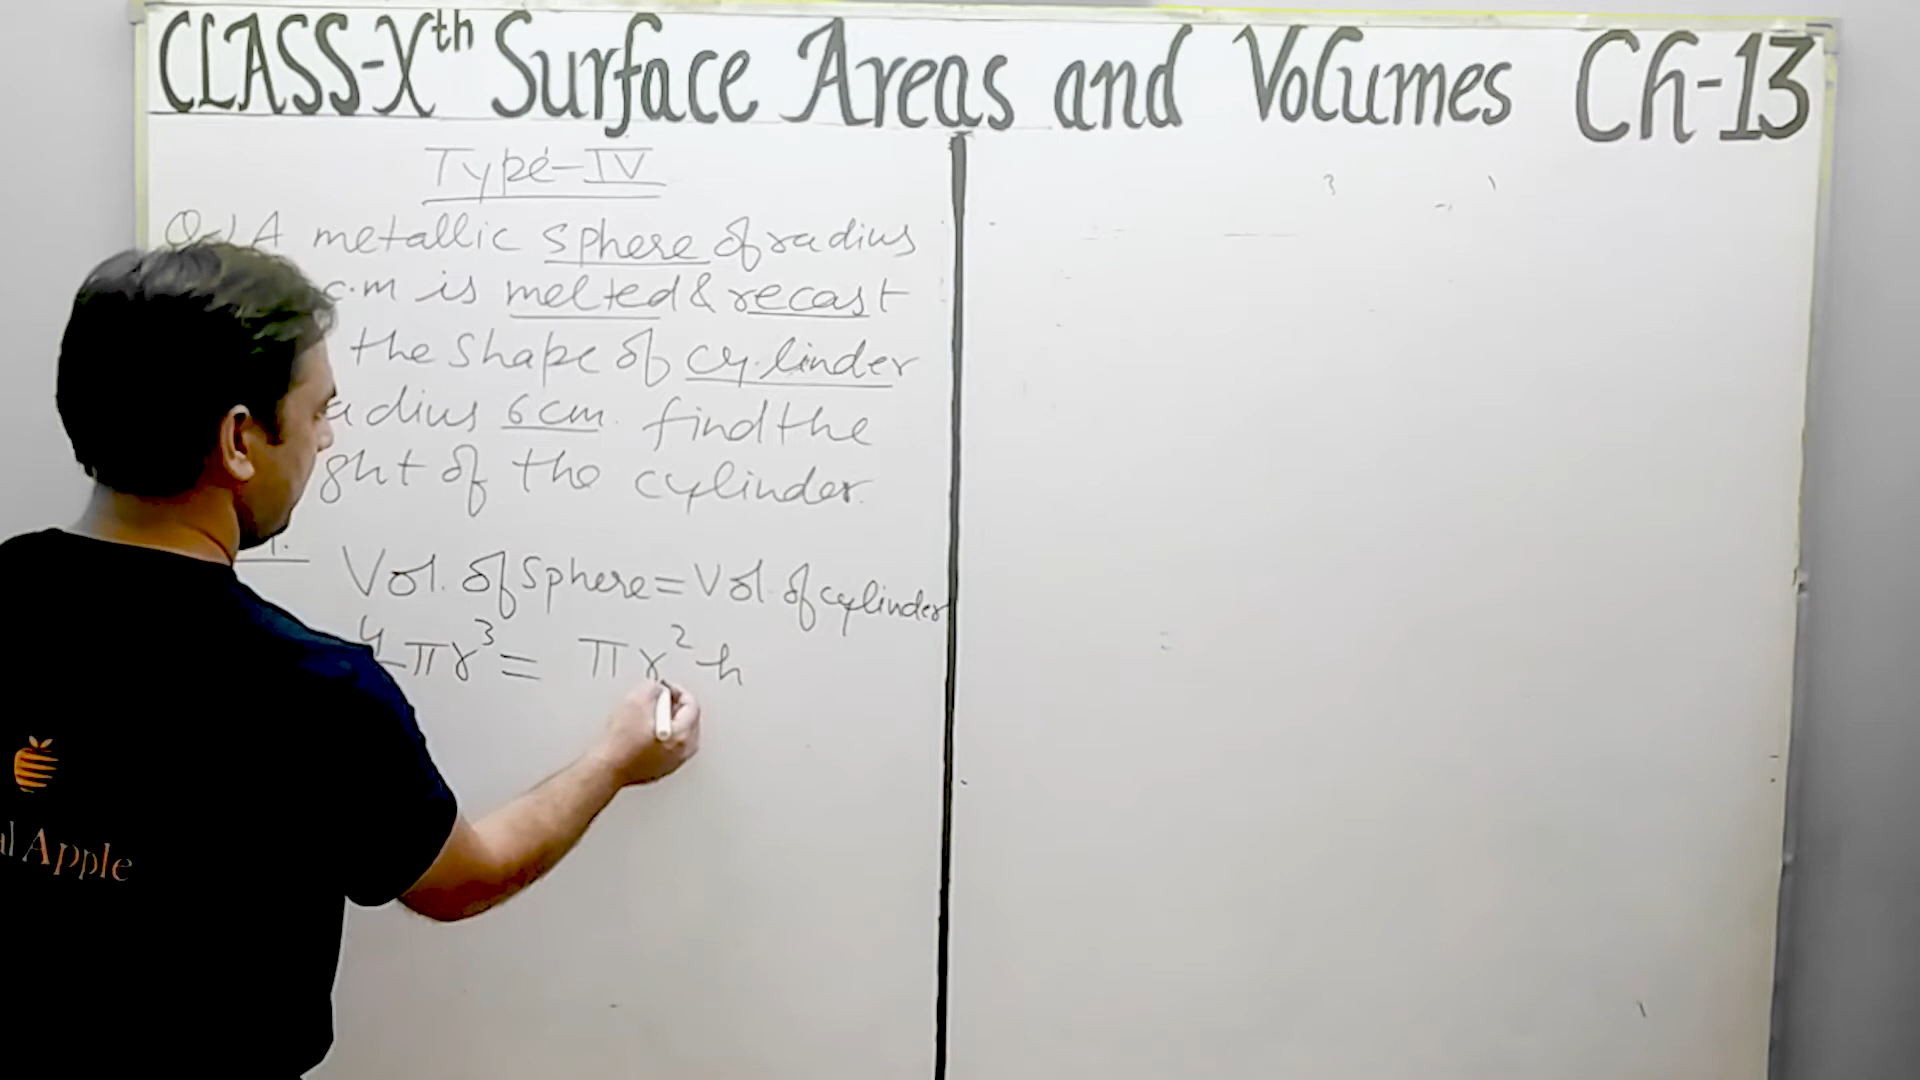 CLASS-Xth Surface Areas and Volumes Ch-13
Type-IV
A metallic sphere of radius
c.m is melted & recast
the shape of cylinder
adius 6 cm. find the
ght of the cylinder.
Vol. of Sphere = Vol. of cylinder
4 πr³ = πr² h
Apple